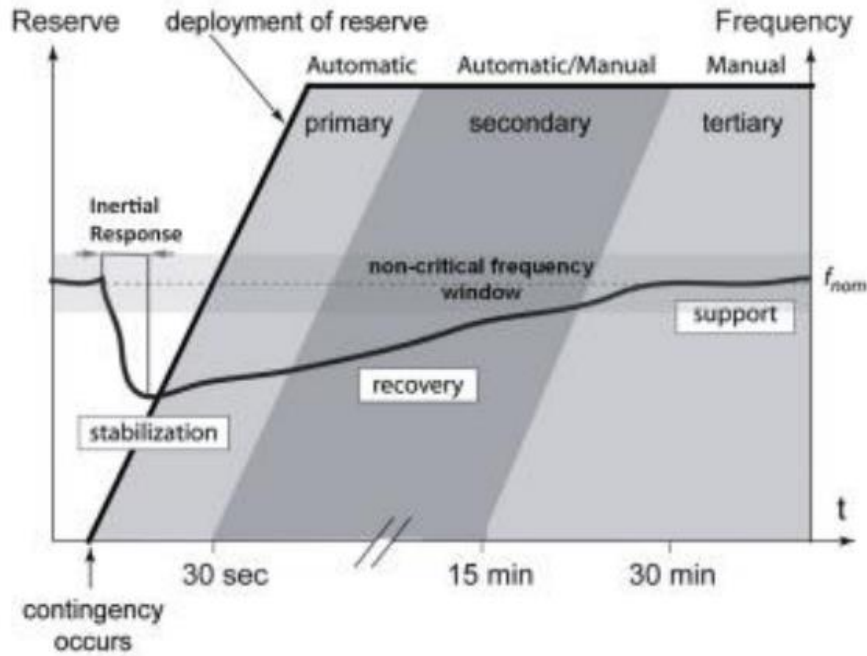 Reserve
deployment of reserve
Frequency
Automatic
Automatic/Manual
Manual
primary
secondary
tertiary
Inertial
Response
non-critical frequency
window
fnom
support
recovery
stabilization
t
30 sec
15 min
30 min
contingency
occurs